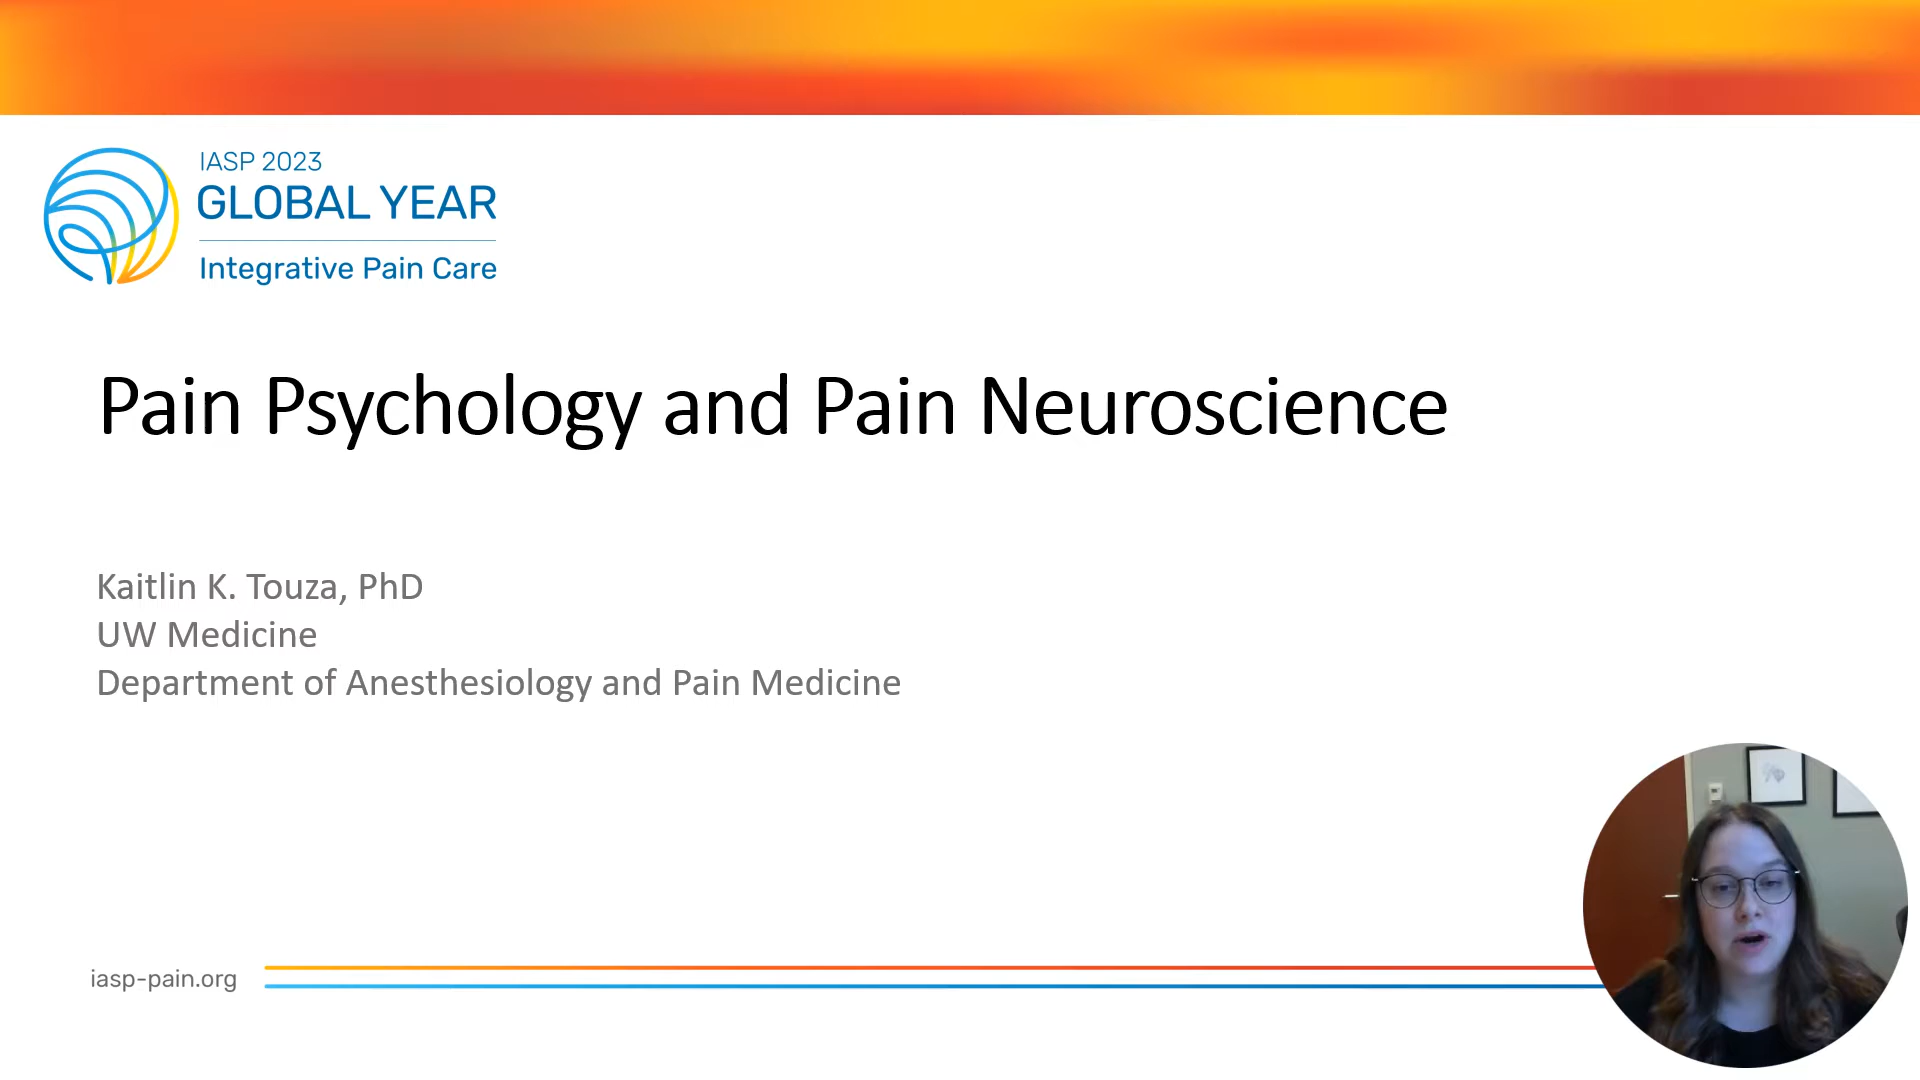 IASP 2023
GLOBAL YEAR
Integrative Pain Care
Pain Psychology and Pain Neuroscience
Kaitlin K. Touza, PhD
UW Medicine
Department of Anesthesiology and Pain Medicine
iasp-pain.org